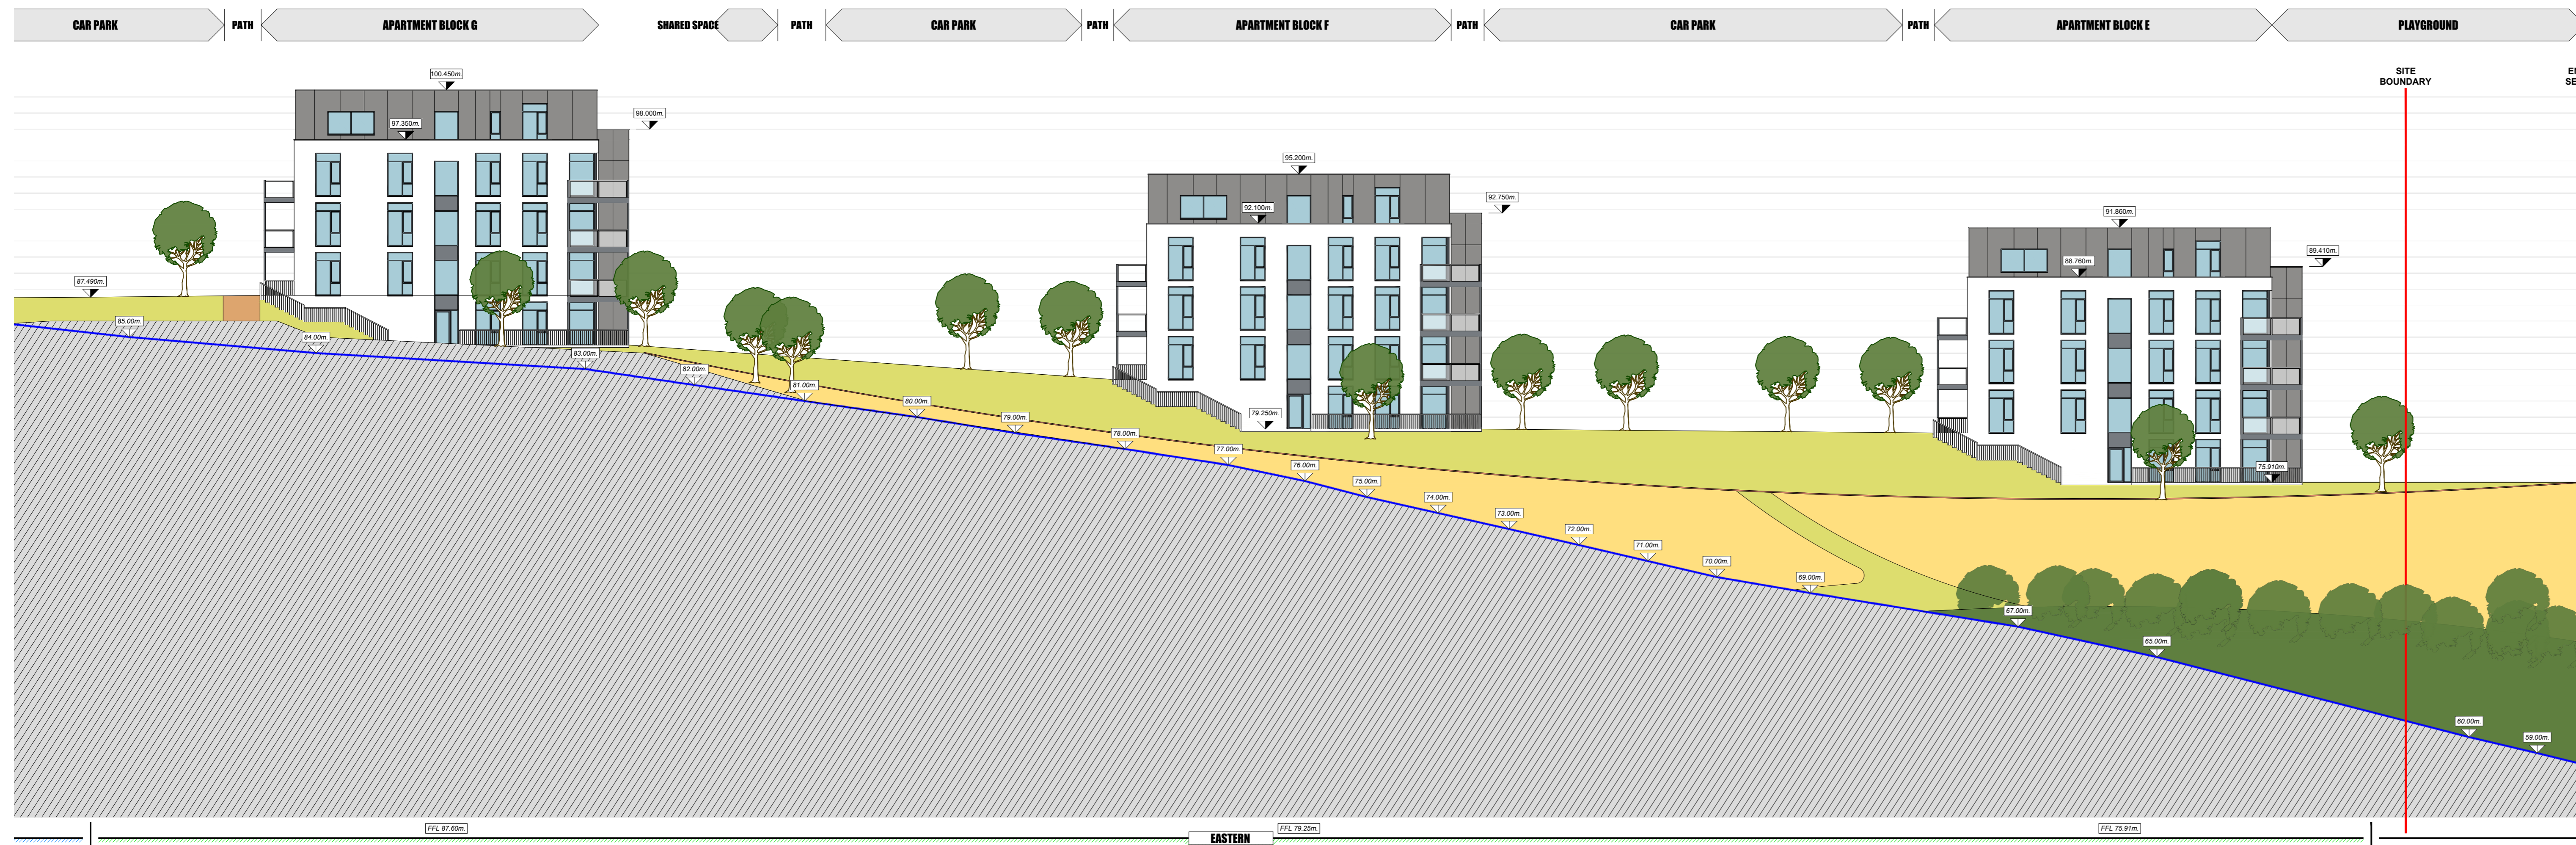 CAR PARK
PATH
APARTMENT BLOCK G
SHARED SPACE
PATH
CAR PARK
PATH
APARTMENT BLOCK F
PATH
CAR PARK
PATH
APARTMENT BLOCK E
PLAYGROUND
SITE
BOUNDARY
100.450m.
98.000m.
97.350m.
95.200m.
92.750m.
92.100m.
91.860m.
89.410m.
88.760m.
87.490m.
85.00m.
84.00m.
83.00m.
82.00m.
81.00m.
80.00m.
79.00m.
79.250m.
78.00m.
77.00m.
76.00m.
75.00m.
75.910m.
74.00m.
73.00m.
72.00m.
71.00m.
70.00m.
69.00m.
67.00m.
65.00m.
60.00m.
59.00m.
FFL 87.60m.
FFL 79.25m.
FFL 75.91m.
EASTERN